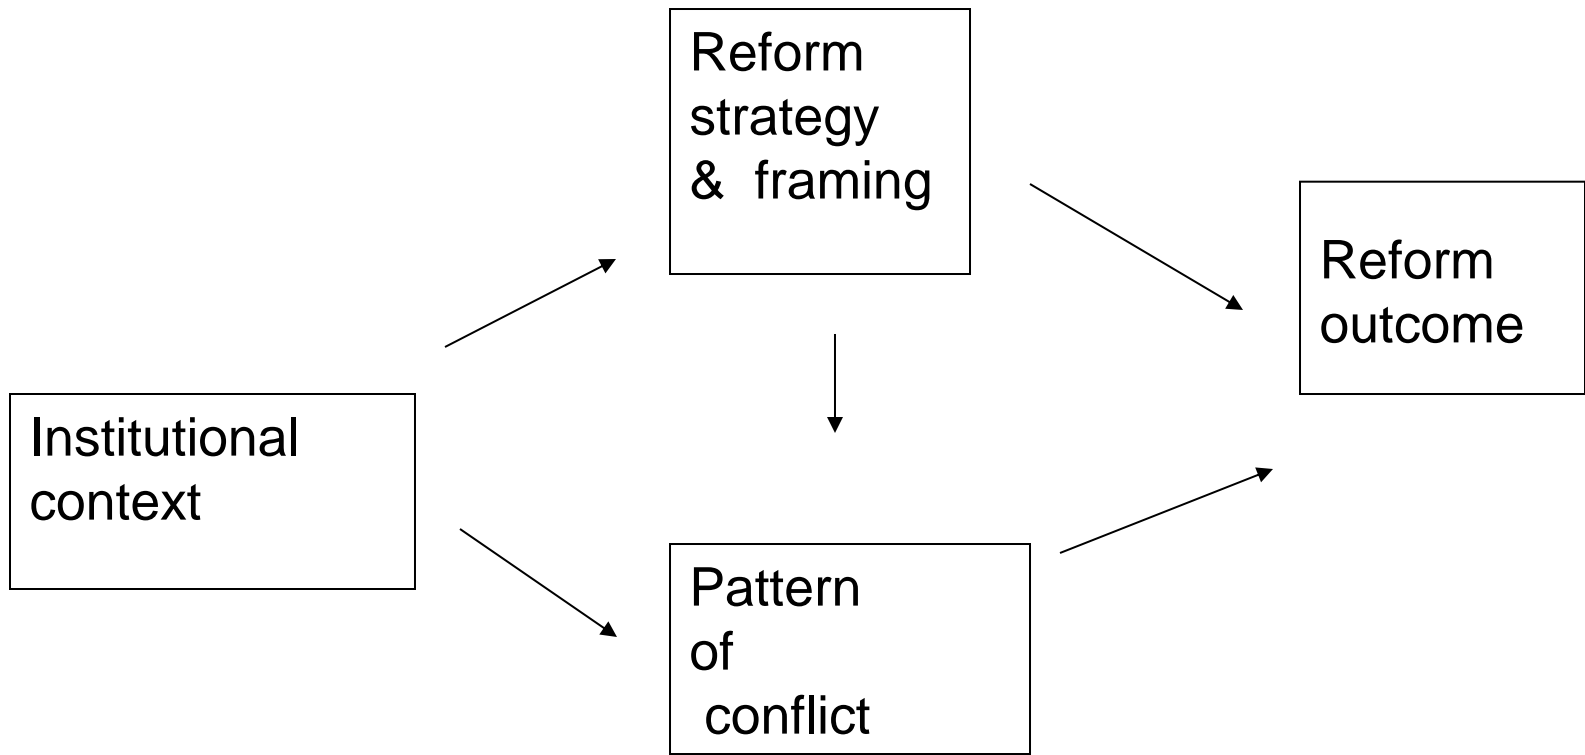 Reform
strategy
& framing
Reform
outcome
Institutional
context
Pattern
of
conflict